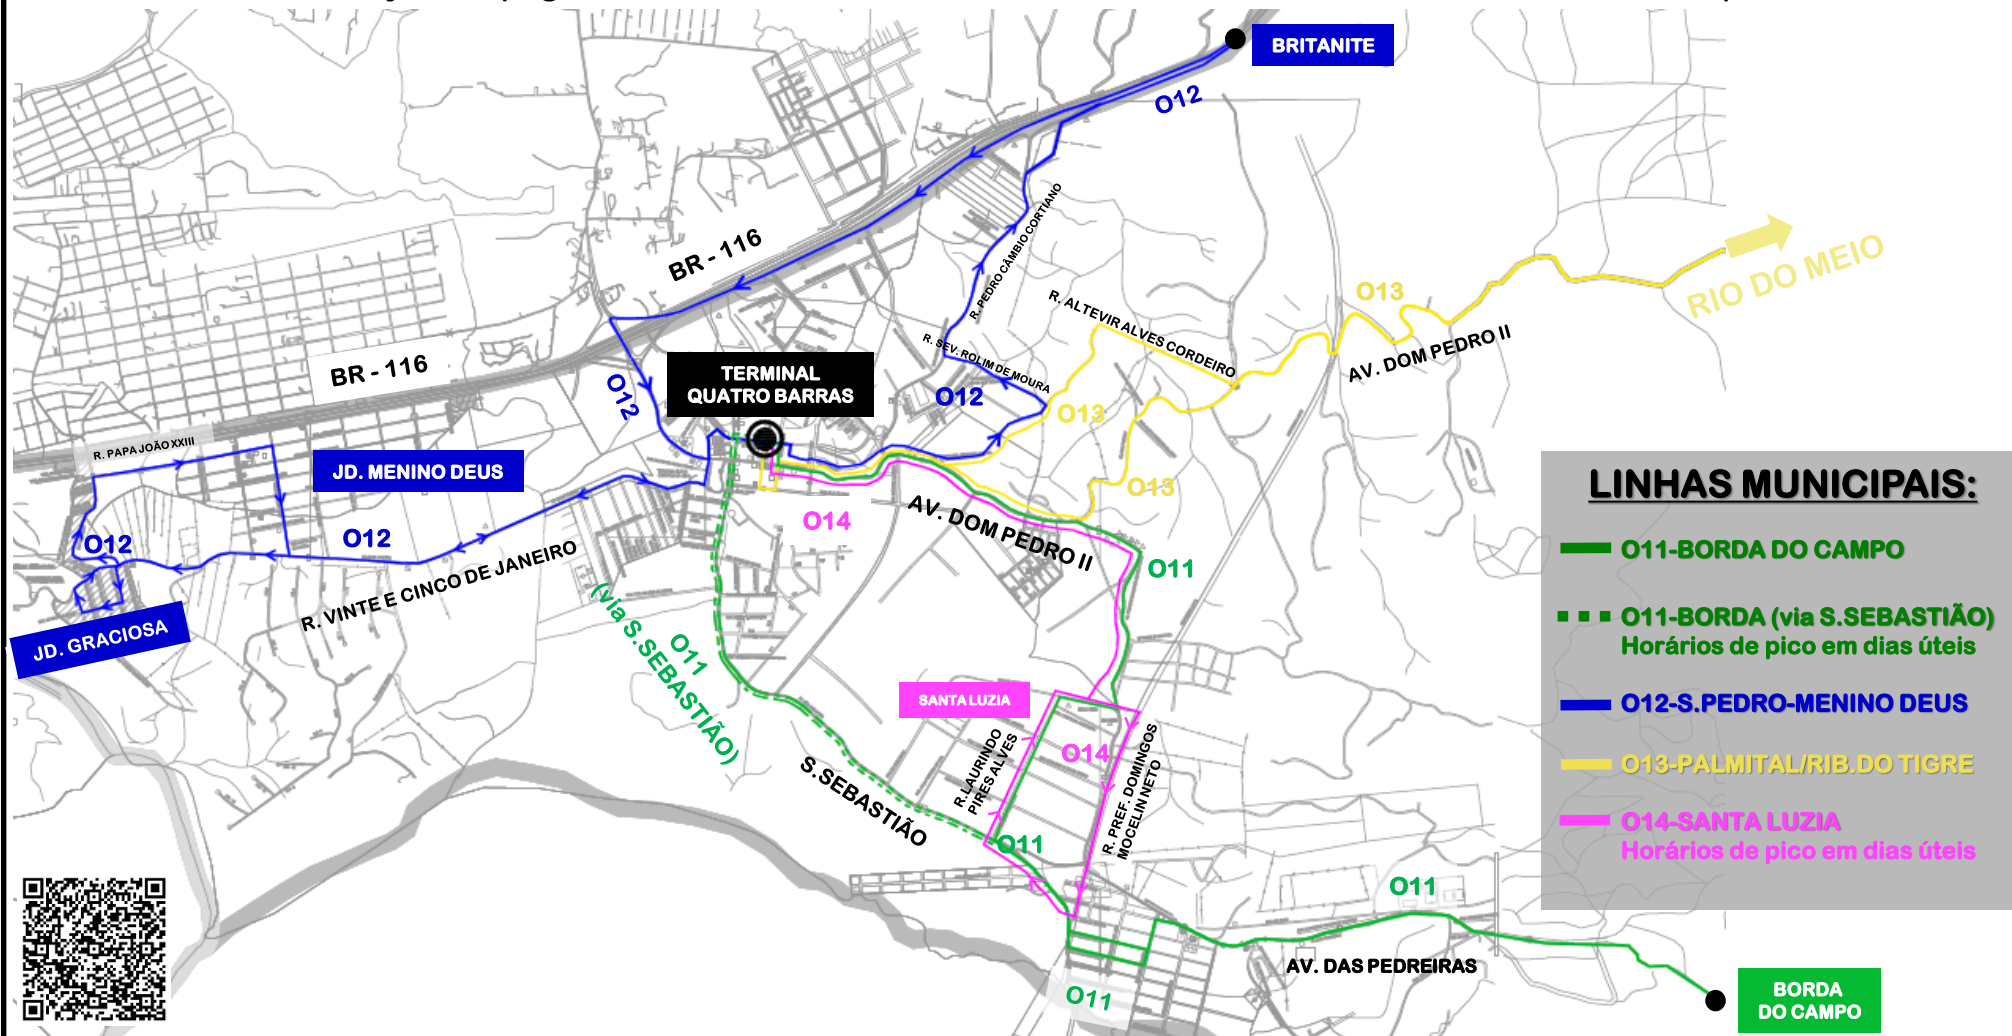 BRITANITE
O12
R. PEDRO CÂMBIO CORTIANO
BR - 116
RIO DO MEIO
O13
R. ALTEVIR ALVES CORDEIRO
AV. DOM PEDRO II
R. SEV. ROLIM DE MOURA
BR - 116
TERMINAL
QUATRO BARRAS
O12
O12
O13
R. PAPA JOÃO XXIII
JD. MENINO DEUS
O13
LINHAS MUNICIPAIS:
O14
AV. DOM PEDRO II
O12
O12
O11
R. VINTE E CINCO DE JANEIRO
JD. GRACIOSA
O11
(via S.SEBASTIÃO)
O11-BORDA DO CAMPO
O11-BORDA (via S.SEBASTIÃO)
Horários de pico em dias úteis
O12-S.PEDRO-MENINO DEUS
O13-PALMITAL/RIB.DO TIGRE
O14-SANTA LUZIA
Horários de pico em dias úteis
SANTA LUZIA
O14
R.LAURINDO
PIRES ALVES
R. PREF. DOMINGOS
MOCELIN NETO
S.SEBASTIÃO
O11
O11
AV. DAS PEDREIRAS
O11
BORDA
DO CAMPO